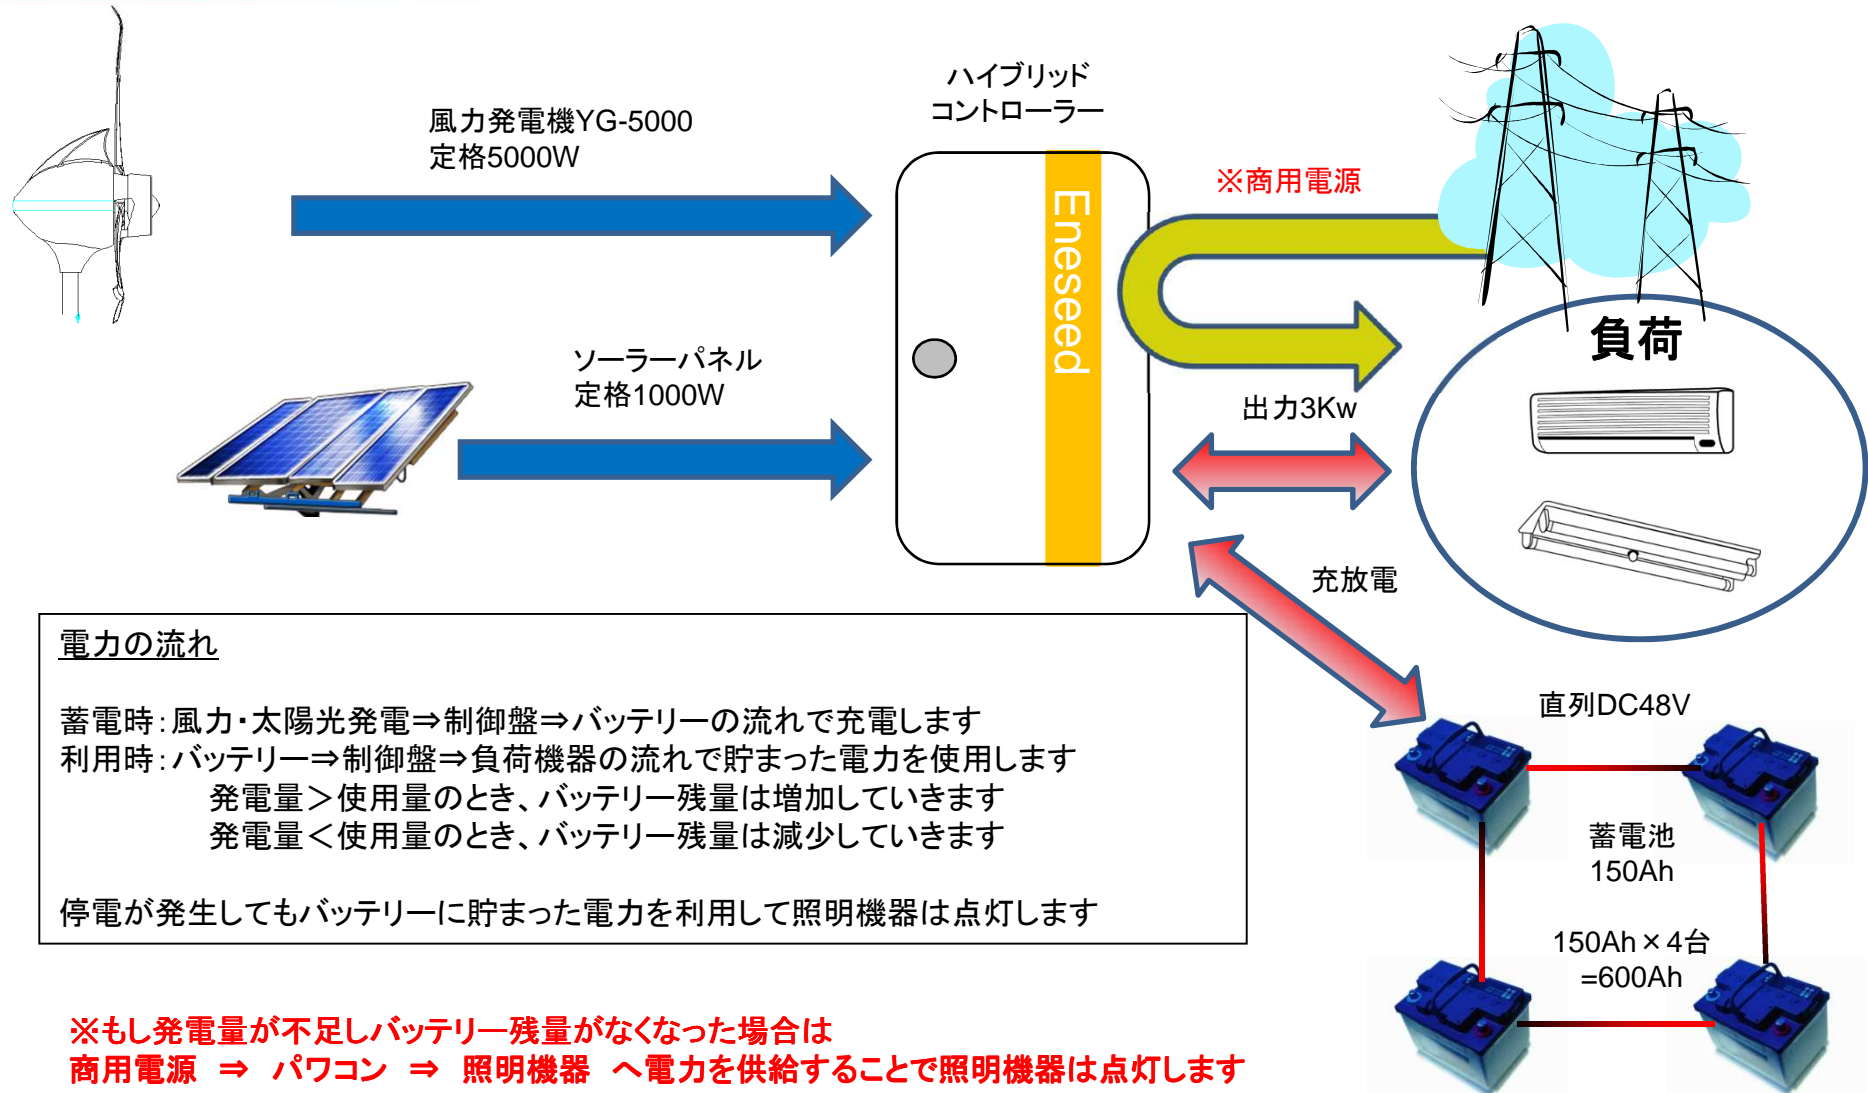 風力発電機YG-5000
定格5000W
ハイブリッド
コントローラー
Eneseed
※商用電源
負荷
ソーラーパネル
定格1000W
出力3Kw
充放電
電力の流れ
蓄電時:風力・太陽光発電⇒制御盤⇒バッテリーの流れで充電します
利用時:バッテリー⇒制御盤⇒負荷機器の流れで貯まった電力を使用します
発電量＞使用量のとき、バッテリー残量は増加していきます
発電量＜使用量のとき、バッテリー残量は減少していきます
停電が発生してもバッテリーに貯まった電力を利用して照明機器は点灯します
直列DC48V
蓄電池
150Ah
150Ah×4台
=600Ah
※もし発電量が不足しバッテリー残量がなくなった場合は
商用電源 ⇒ パワコン ⇒ 照明機器 へ電力を供給することで照明機器は点灯します